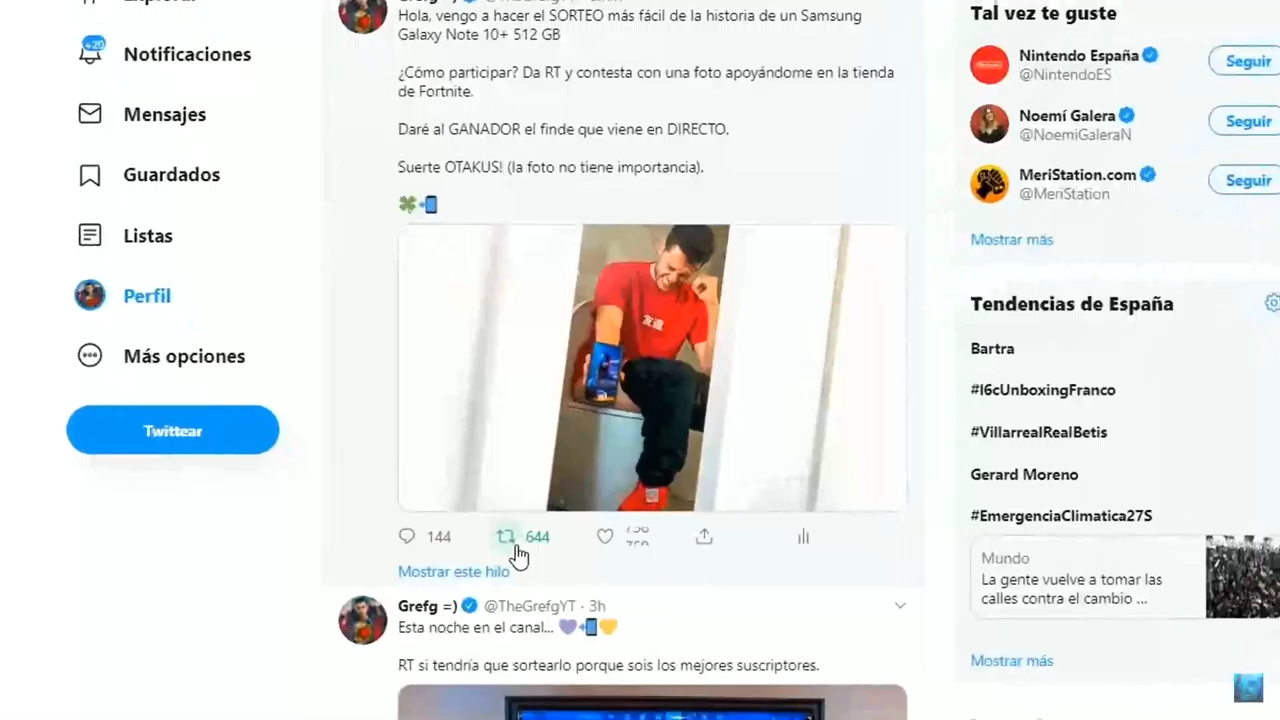 +20
Notificaciones
Mensajes
Guardados
Listas
Perfil
Más opciones
Twittear
Hola, vengo a hacer el SORTEO más fácil de la historia de un Samsung
Galaxy Note 10+ 512 GB
¿Cómo participar? Da RT y contesta con una foto apoyándome en la tienda
de Fortnite.
Daré al GANADOR el finde que viene en DIRECTO.
Suerte OTAKUS! (la foto no tiene importancia).
友達
144
644
Mostrar este hilo
Grefg =) @TheGrefgYT · 3h
Esta noche en el canal...
RT si tendría que sortearlo porque sois los mejores suscriptores.
Tal vez te guste
Nintendo España
@NintendoES
Seguir
Noemí Galera
@NoemiGaleraN
Seguir
MeriStation.com
@MeriStation
Seguir
Mostrar más
Tendencias de España
Bartra
#I6cUnboxingFranco
#VillarrealRealBetis
Gerard Moreno
#EmergenciaClimatica27S
Mundo
La gente vuelve a tomar las
calles contra el cambio ...
Mostrar más